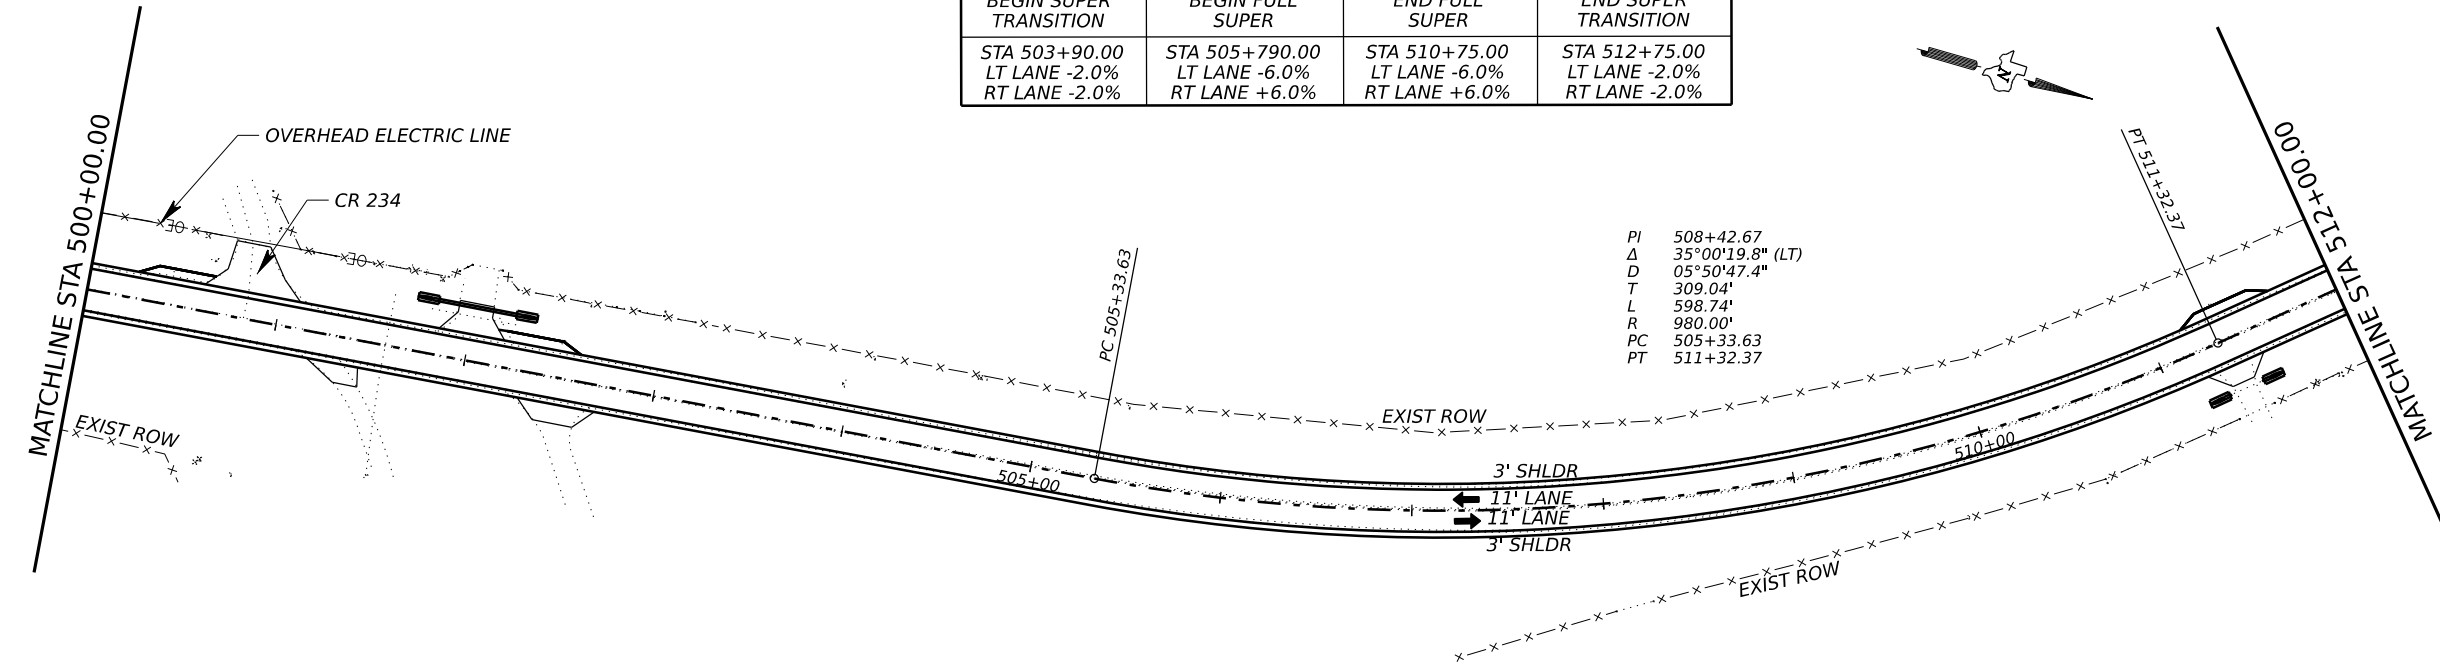 BEGIN SUPER
TRANSITION
BEGIN FULL
SUPER
END FULL
SUPER
END SUPER
TRANSITION
STA 503+90.00
LT LANE -2.0%
RT LANE -2.0%
STA 505+790.00
LT LANE -6.0%
RT LANE +6.0%
STA 510+75.00
LT LANE -6.0%
RT LANE +6.0%
STA 512+75.00
LT LANE -2.0%
RT LANE -2.0%
N
MATCHLINE STA 500+00.00
OVERHEAD ELECTRIC LINE
CR 234
OE
OE
EXIST ROW
505+00
PC 505+33.63
PI 508+42.67
Δ 35°00'19.8" (LT)
D 05°50'47.4"
T 309.04'
L 598.74'
R 980.00'
PC 505+33.63
PT 511+32.37
EXIST ROW
3' SHLDR
11' LANE
11' LANE
3' SHLDR
EXIST ROW
510+00
PT 511+32.37
MATCHLINE STA 512+00.00